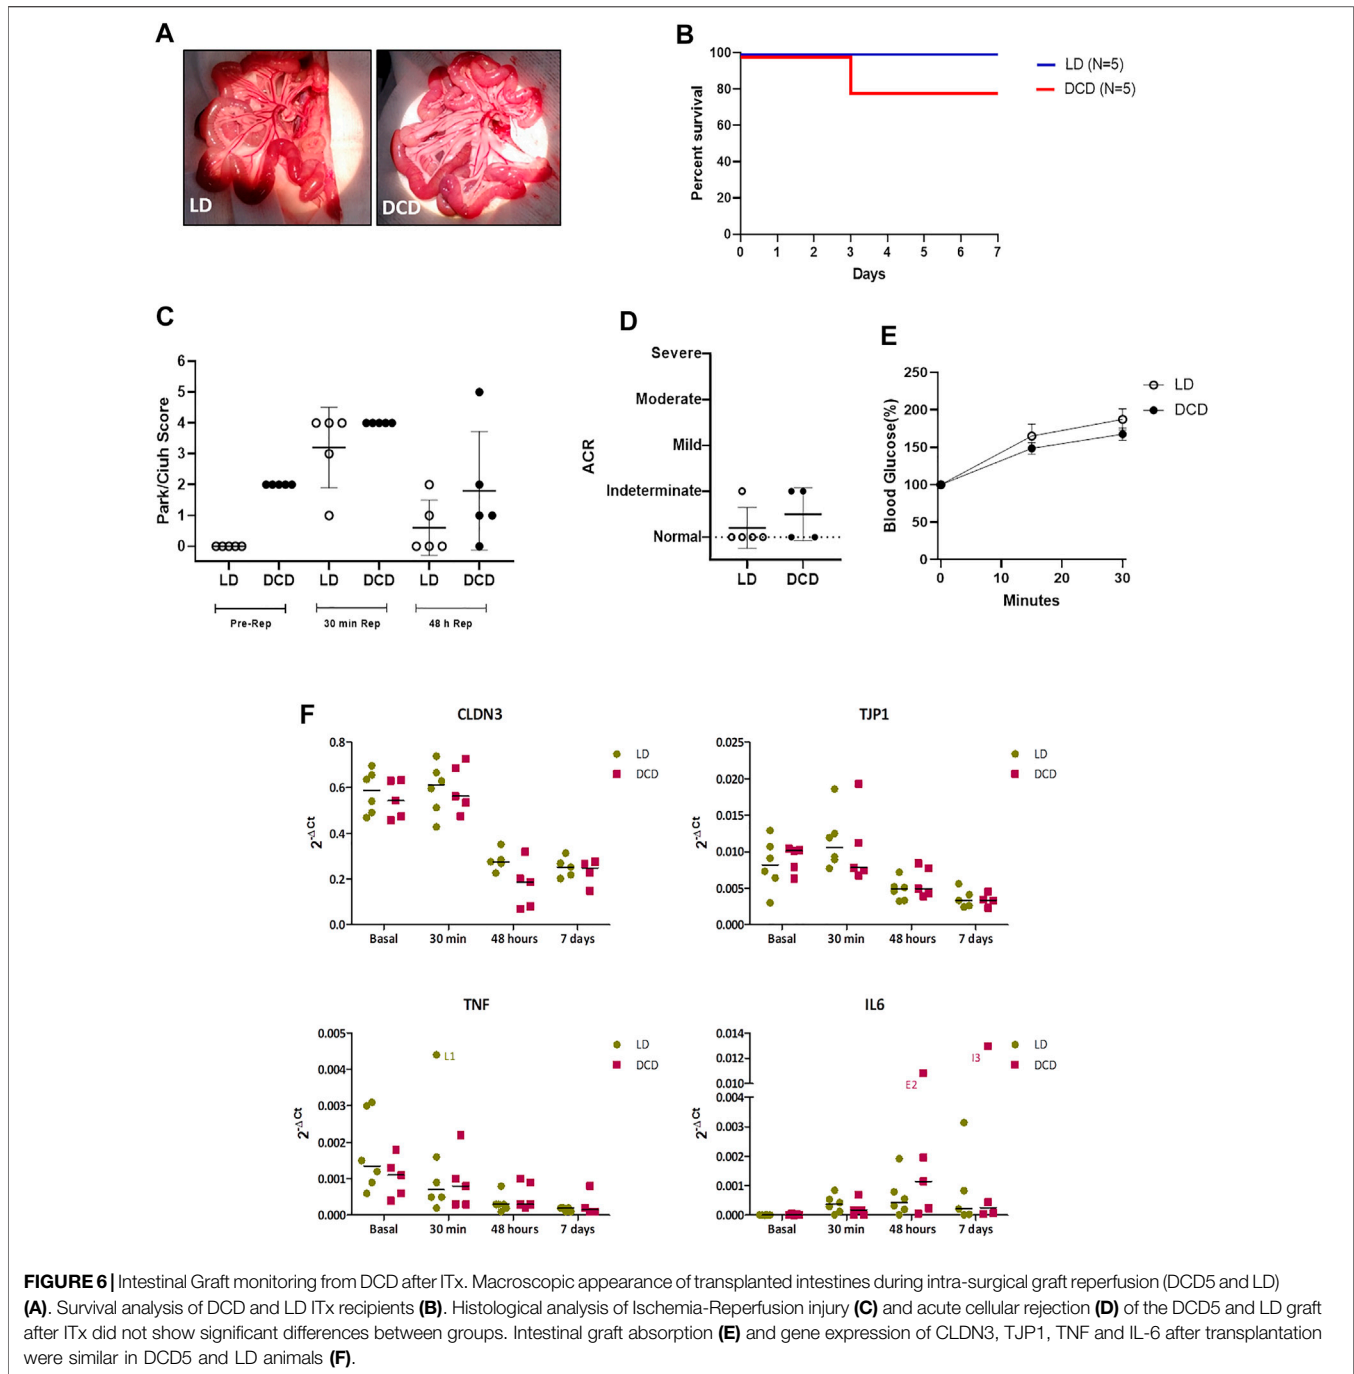 A
LD
DCD
B
Percent survival
100
80
60
40
20
0
0 1 2 3 4 5 6 7
Days
LD (N=5)
DCD (N=5)
C
Park/Ciuh Score
6
5
4
3
2
1
0
LD DCD LD DCD LD DCD
Pre-Rep 30 min Rep 48 h Rep
D
ACR
Severe
Moderate
Mild
Indeterminate
Normal
LD DCD
E
Blood Glucose(%)
250
200
150
100
50
0
0 10 20 30
Minutes
LD
DCD
F
CLDN3
2^-ΔCt
0.8
0.6
0.4
0.2
0.0
Basal 30 min 48 hours 7 days
LD
DCD
TJP1
2^-ΔCt
0.025
0.020
0.015
0.010
0.005
0.000
Basal 30 min 48 hours 7 days
LD
DCD
TNF
2^-ΔCt
0.005
0.004
0.003
0.002
0.001
0.000
L1
Basal 30 min 48 hours 7 days
LD
DCD
IL6
2^-ΔCt
0.014
0.012
0.010
0.004
0.003
0.002
0.001
0.000
E2
I3
Basal 30 min 48 hours 7 days
LD
DCD
FIGURE 6 | Intestinal Graft monitoring from DCD after ITx. Macroscopic appearance of transplanted intestines during intra-surgical graft reperfusion (DCD5 and LD)
(A). Survival analysis of DCD and LD ITx recipients (B). Histological analysis of Ischemia-Reperfusion injury (C) and acute cellular rejection (D) of the DCD5 and LD graft
after ITx did not show significant differences between groups. Intestinal graft absorption (E) and gene expression of CLDN3, TJP1, TNF and IL-6 after transplantation
were similar in DCD5 and LD animals (F).